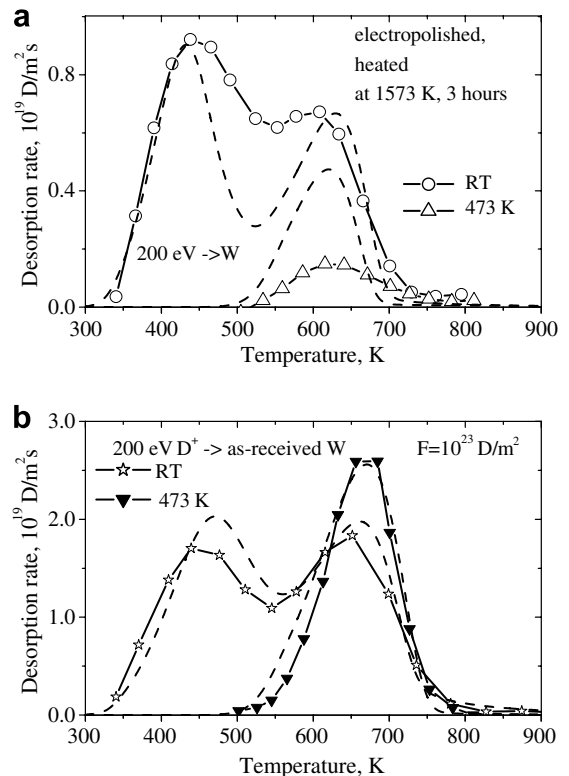 a
electropolished,
heated
at 1573 K, 3 hours
RT
473 K
200 eV ->W
Desorption rate, 10¹⁹ D/m²s
0.8
0.4
0.0
300 400 500 600 700 800 900
Temperature, K
b
200 eV D⁺ -> as-received W
F=10²³ D/m²
RT
473 K
Desorption rate, 10¹⁹ D/m²s
3.0
2.0
1.0
0.0
300 400 500 600 700 800 900
Temperature, K